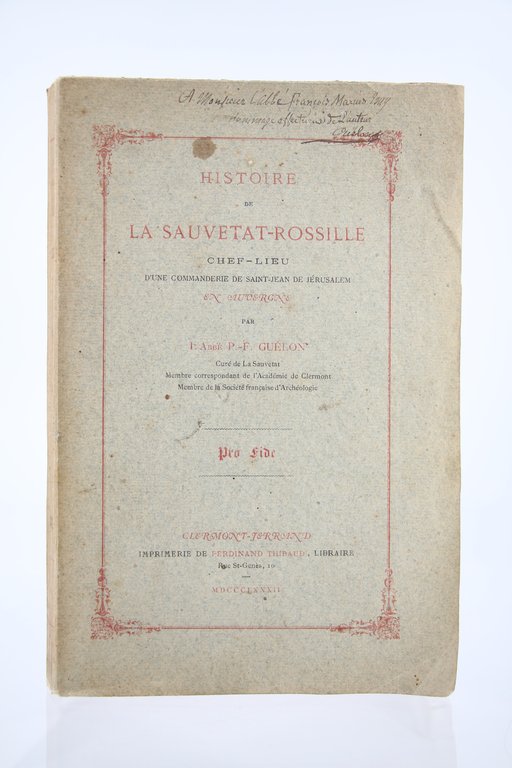 A Monsieur l'abbé François Marius
hommage affectueux de l'auteur
HISTOIRE
DE
LA SAUVETAT-ROSSILLE
CHEF-LIEU
D'UNE COMMANDERIE DE SAINT-JEAN DE JÉRUSALEM
EN AUVERGNE
PAR
L'ABBÉ P.-F. GUÉLON
Curé de La Sauvetat
Membre correspondant de l'Académie de Clermont
Membre de la Société française d'Archéologie
Pro Fide
CLERMONT-FERRAND
IMPRIMERIE DE FERDINAND THIBAUD, LIBRAIRE
Rue St-Genès, 10
MDCCCLXXXII